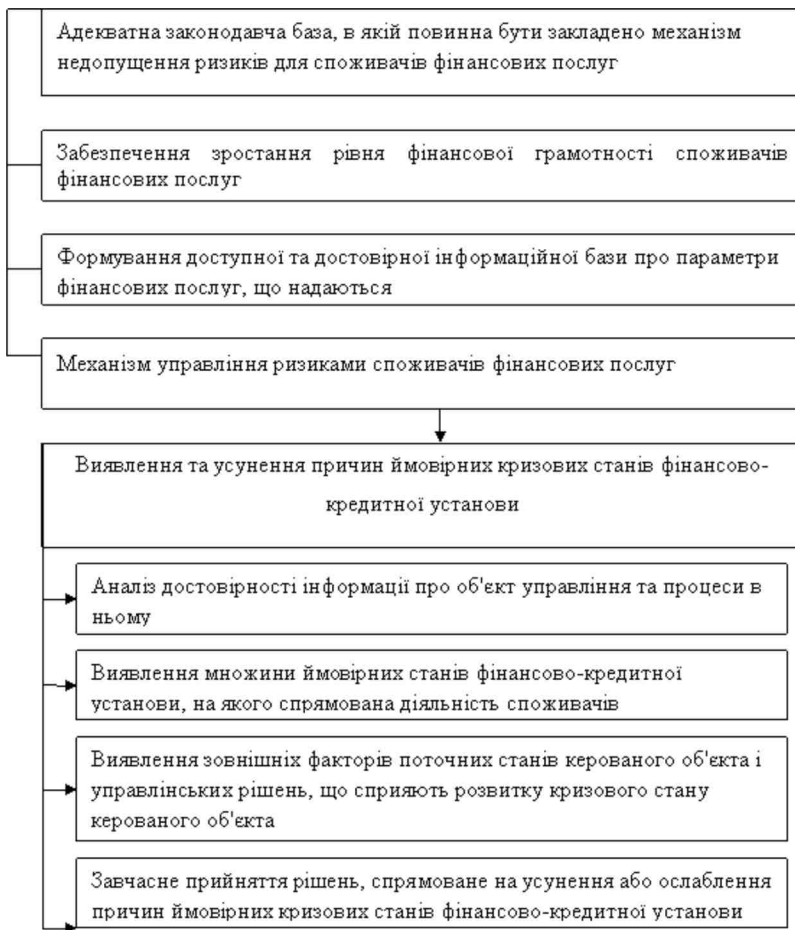 Адекватна законодавча база, в якій повинна бути закладено механізм
недопущення ризиків для споживачів фінансових послуг
Забезпечення зростання рівня фінансової грамотності споживачів
фінансових послуг
Формування доступної та достовірної інформаційної бази про параметри
фінансових послуг, що надаються
Механізм управління ризиками споживачів фінансових послуг
Виявлення та усунення причин ймовірних кризових станів фінансово-
кредитної установи
Аналіз достовірності інформації про об'єкт управління та процеси в
ньому
Виявлення множини ймовірних станів фінансово-кредитної
установи, на якого спрямована діяльність споживачів
Виявлення зовнішніх факторів поточних станів керованого об'єкта і
управлінських рішень, що сприяють розвитку кризового стану
керованого об'єкта
Завчасне прийняття рішень, спрямоване на усунення або ослаблення
причин ймовірних кризових станів фінансово-кредитної установи